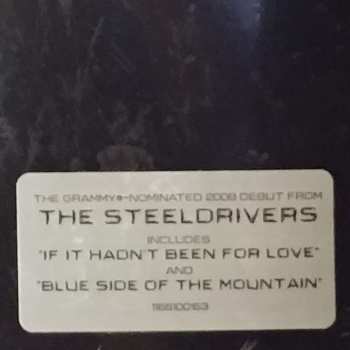 THE GRAMMY®-NOMINATED 2008 DEBUT FROM
THE STEELDRIVERS
INCLUDES
"IF IT HADN'T BEEN FOR LOVE"
AND
"BLUE SIDE OF THE MOUNTAIN"
1166100163